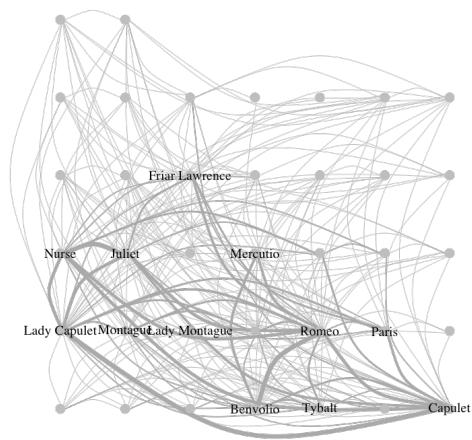 Friar Lawrence
Nurse Juliet Mercutio
Lady Capulet Montague Lady Montague Romeo Paris
Benvolio Tybalt Capulet